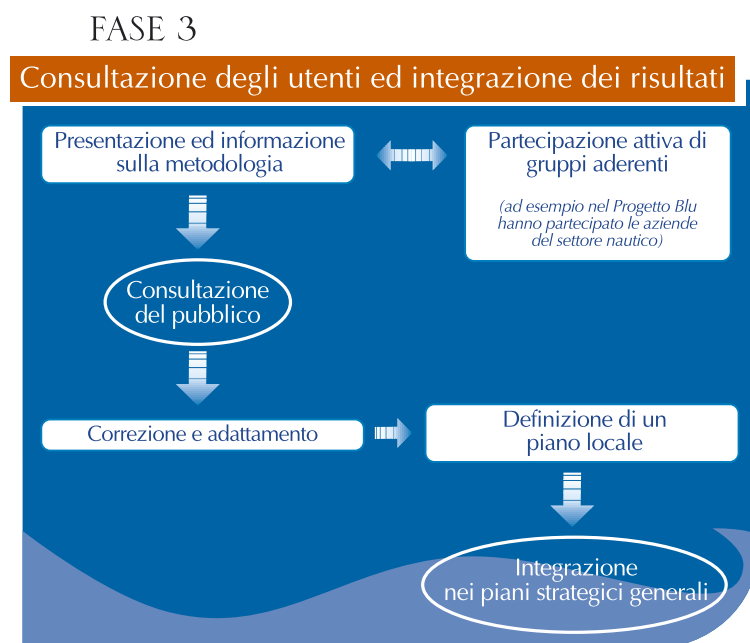 FASE 3
Consultazione degli utenti ed integrazione dei risultati
Presentazione ed informazione
sulla metodologia
Partecipazione attiva di
gruppi aderenti
(ad esempio nel Progetto Blu
hanno partecipato le aziende
del settore nautico)
Consultazione
del pubblico
Correzione e adattamento
Definizione di un
piano locale
Integrazione
nei piani strategici generali